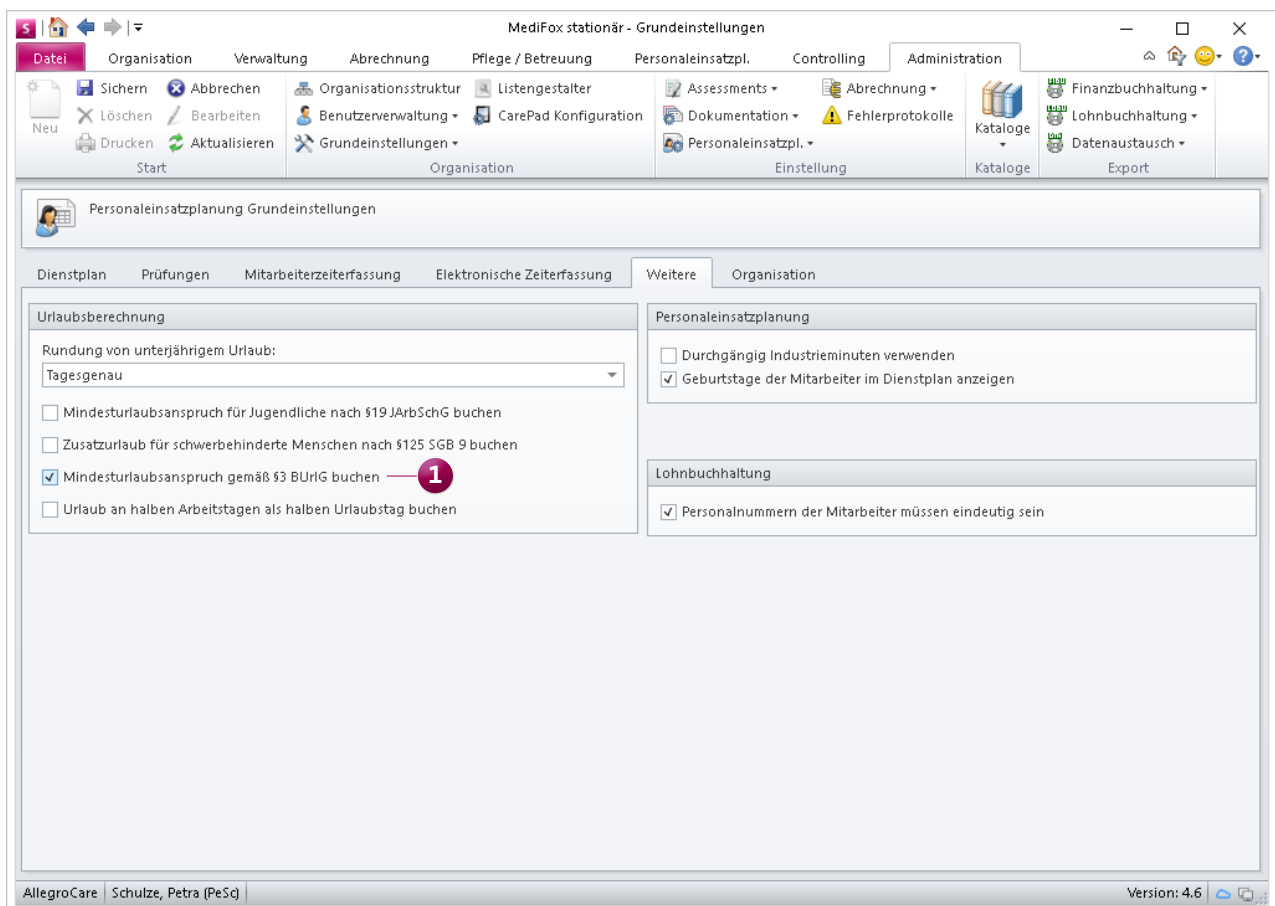 S
MediFox stationär - Grundeinstellungen
Datei Organisation Verwaltung Abrechnung Pflege / Betreuung Personaleinsatzpl. Controlling Administration
Neu
Sichern Abbrechen
Löschen Bearbeiten
Drucken Aktualisieren
Start
Organisationsstruktur Listengestalter
Benutzerverwaltung CarePad Konfiguration
Grundeinstellungen
Organisation
Assessments Abrechnung
Dokumentation Fehlerprotokolle
Personaleinsatzpl.
Einstellung
Kataloge
Kataloge
Finanzbuchhaltung
Lohnbuchhaltung
Datenaustausch
Export
Personaleinsatzplanung Grundeinstellungen
Dienstplan Prüfungen Mitarbeiterzeiterfassung Elektronische Zeiterfassung Weitere Organisation
Urlaubsberechnung
Rundung von unterjährigem Urlaub:
Tagesgenau
Mindesturlaubsanspruch für Jugendliche nach §19 JArbSchG buchen
Zusatzurlaub für schwerbehinderte Menschen nach §125 SGB 9 buchen
Mindesturlaubsanspruch gemäß §3 BUrlG buchen 1
Urlaub an halben Arbeitstagen als halben Urlaubstag buchen
Personaleinsatzplanung
Durchgängig Industrieminuten verwenden
Geburtstage der Mitarbeiter im Dienstplan anzeigen
Lohnbuchhaltung
Personalnummern der Mitarbeiter müssen eindeutig sein
AllegroCare Schulze, Petra (PeSc) Version: 4.6